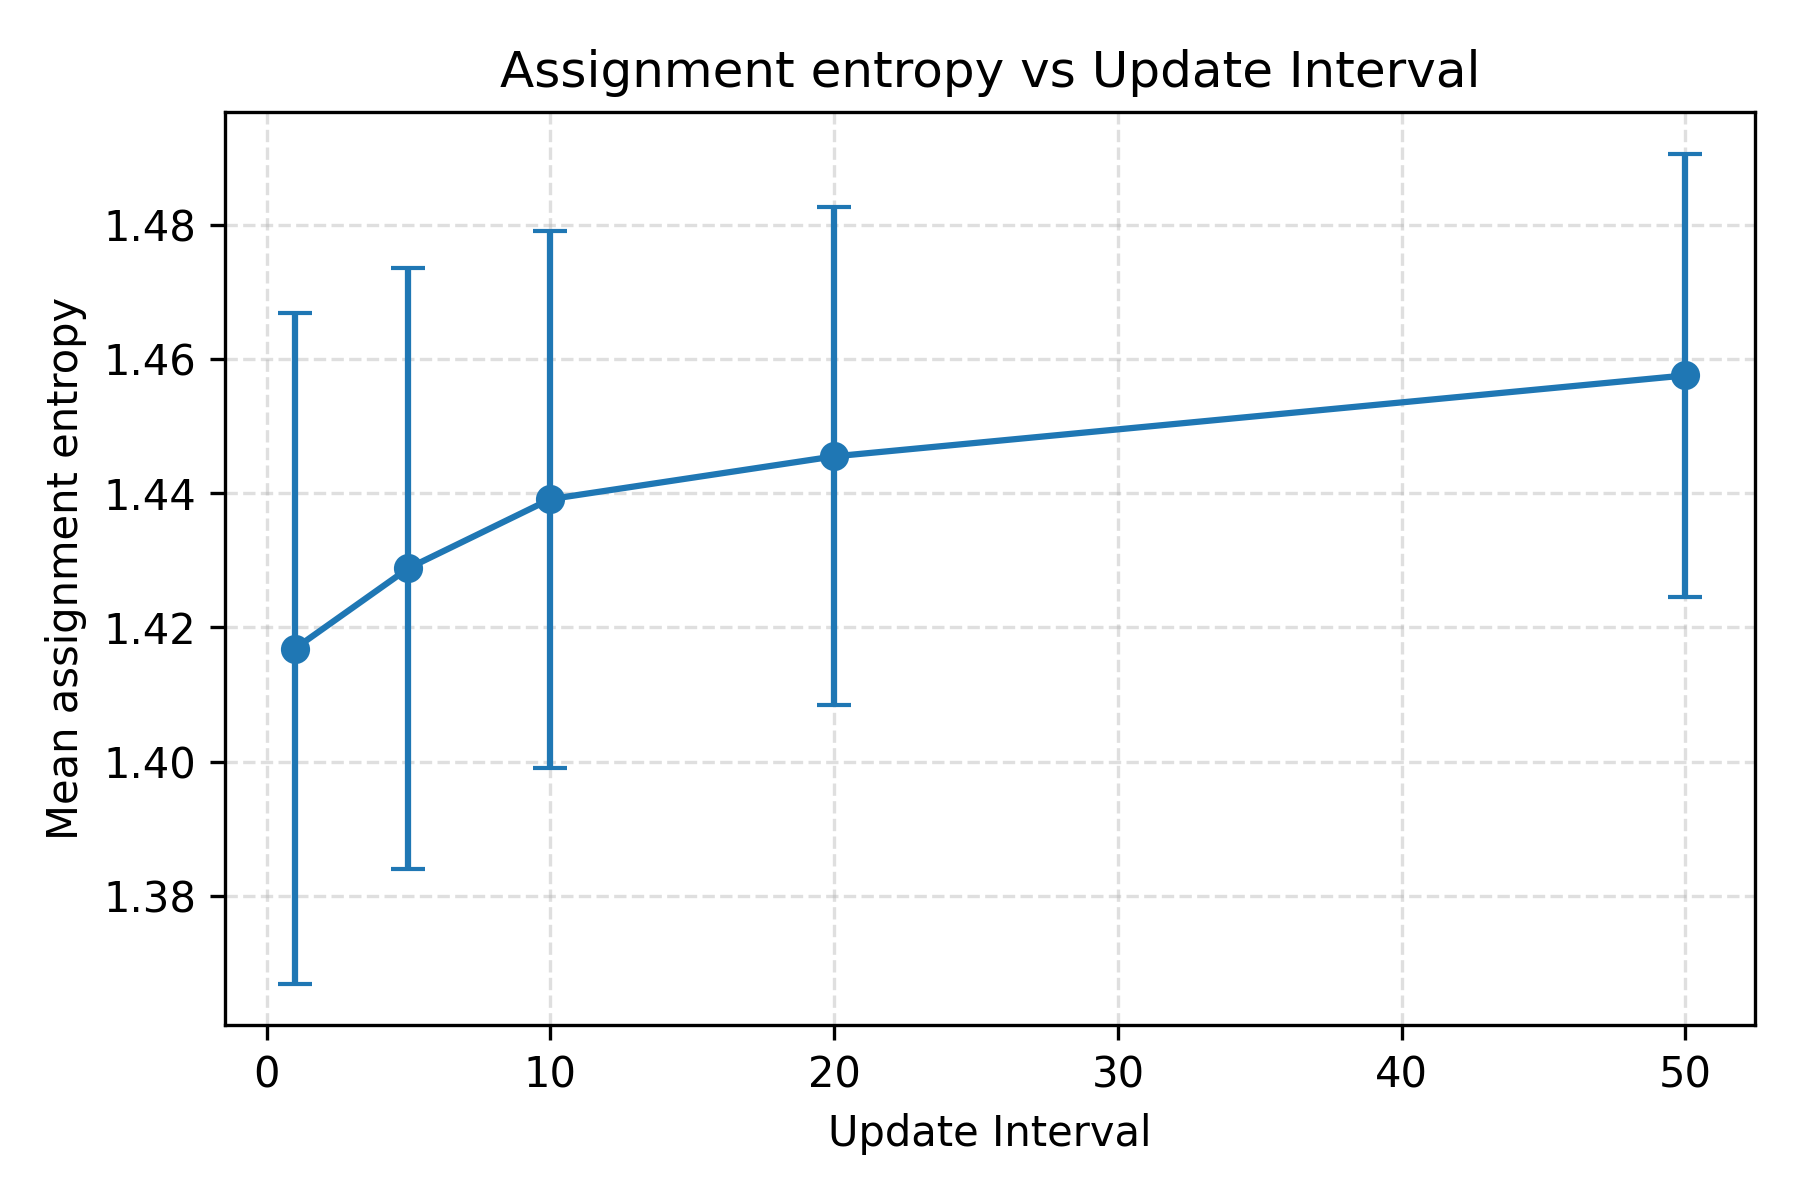 Assignment entropy vs Update Interval
Mean assignment entropy
1.48
1.46
1.44
1.42
1.40
1.38
0 10 20 30 40 50
Update Interval